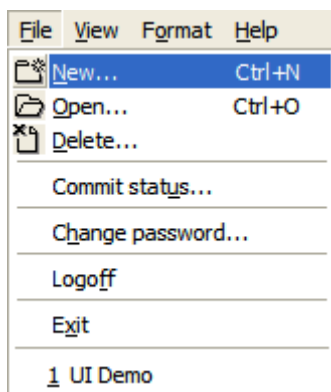 File View Format Help
New... Ctrl+N
Open... Ctrl+O
Delete...
Commit status...
Change password...
Logoff
Exit
1 UI Demo